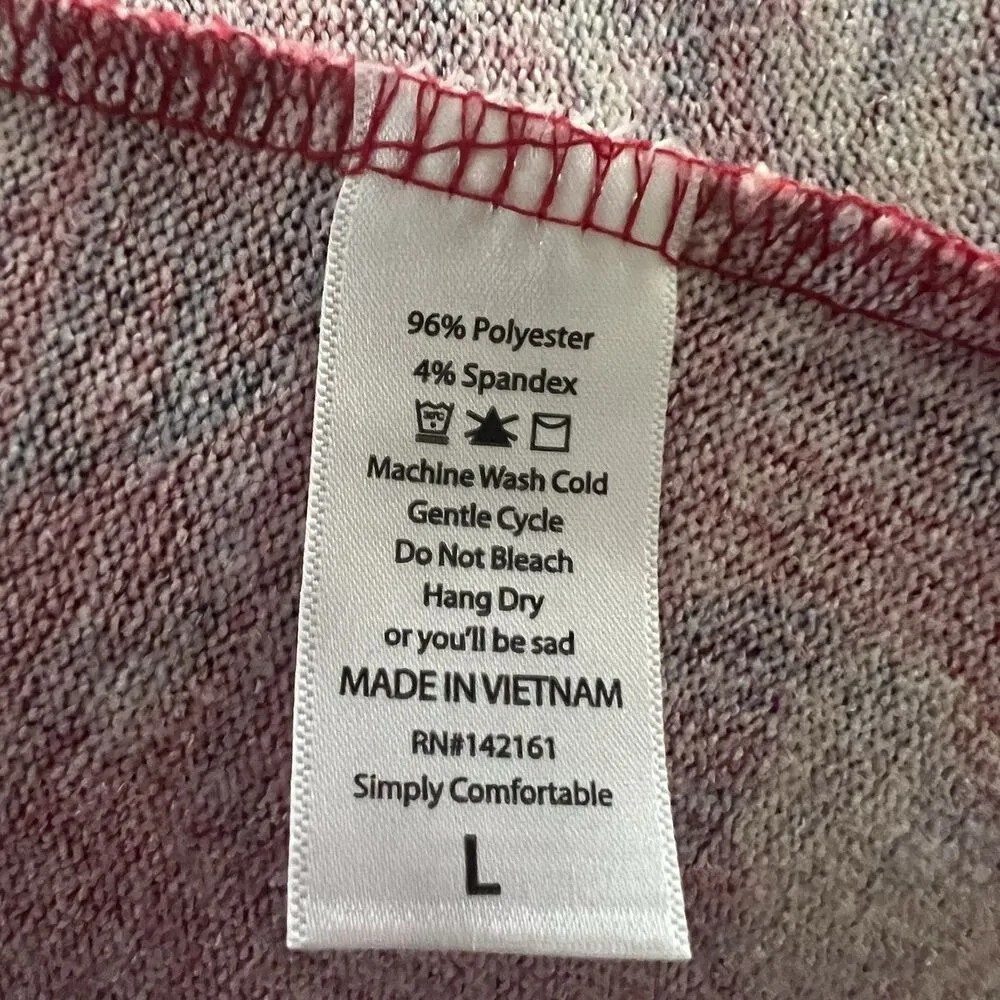 96% Polyester
4% Spandex
Machine Wash Cold
Gentle Cycle
Do Not Bleach
Hang Dry
or you'll be sad
MADE IN VIETNAM
RN#142161
Simply Comfortable
L